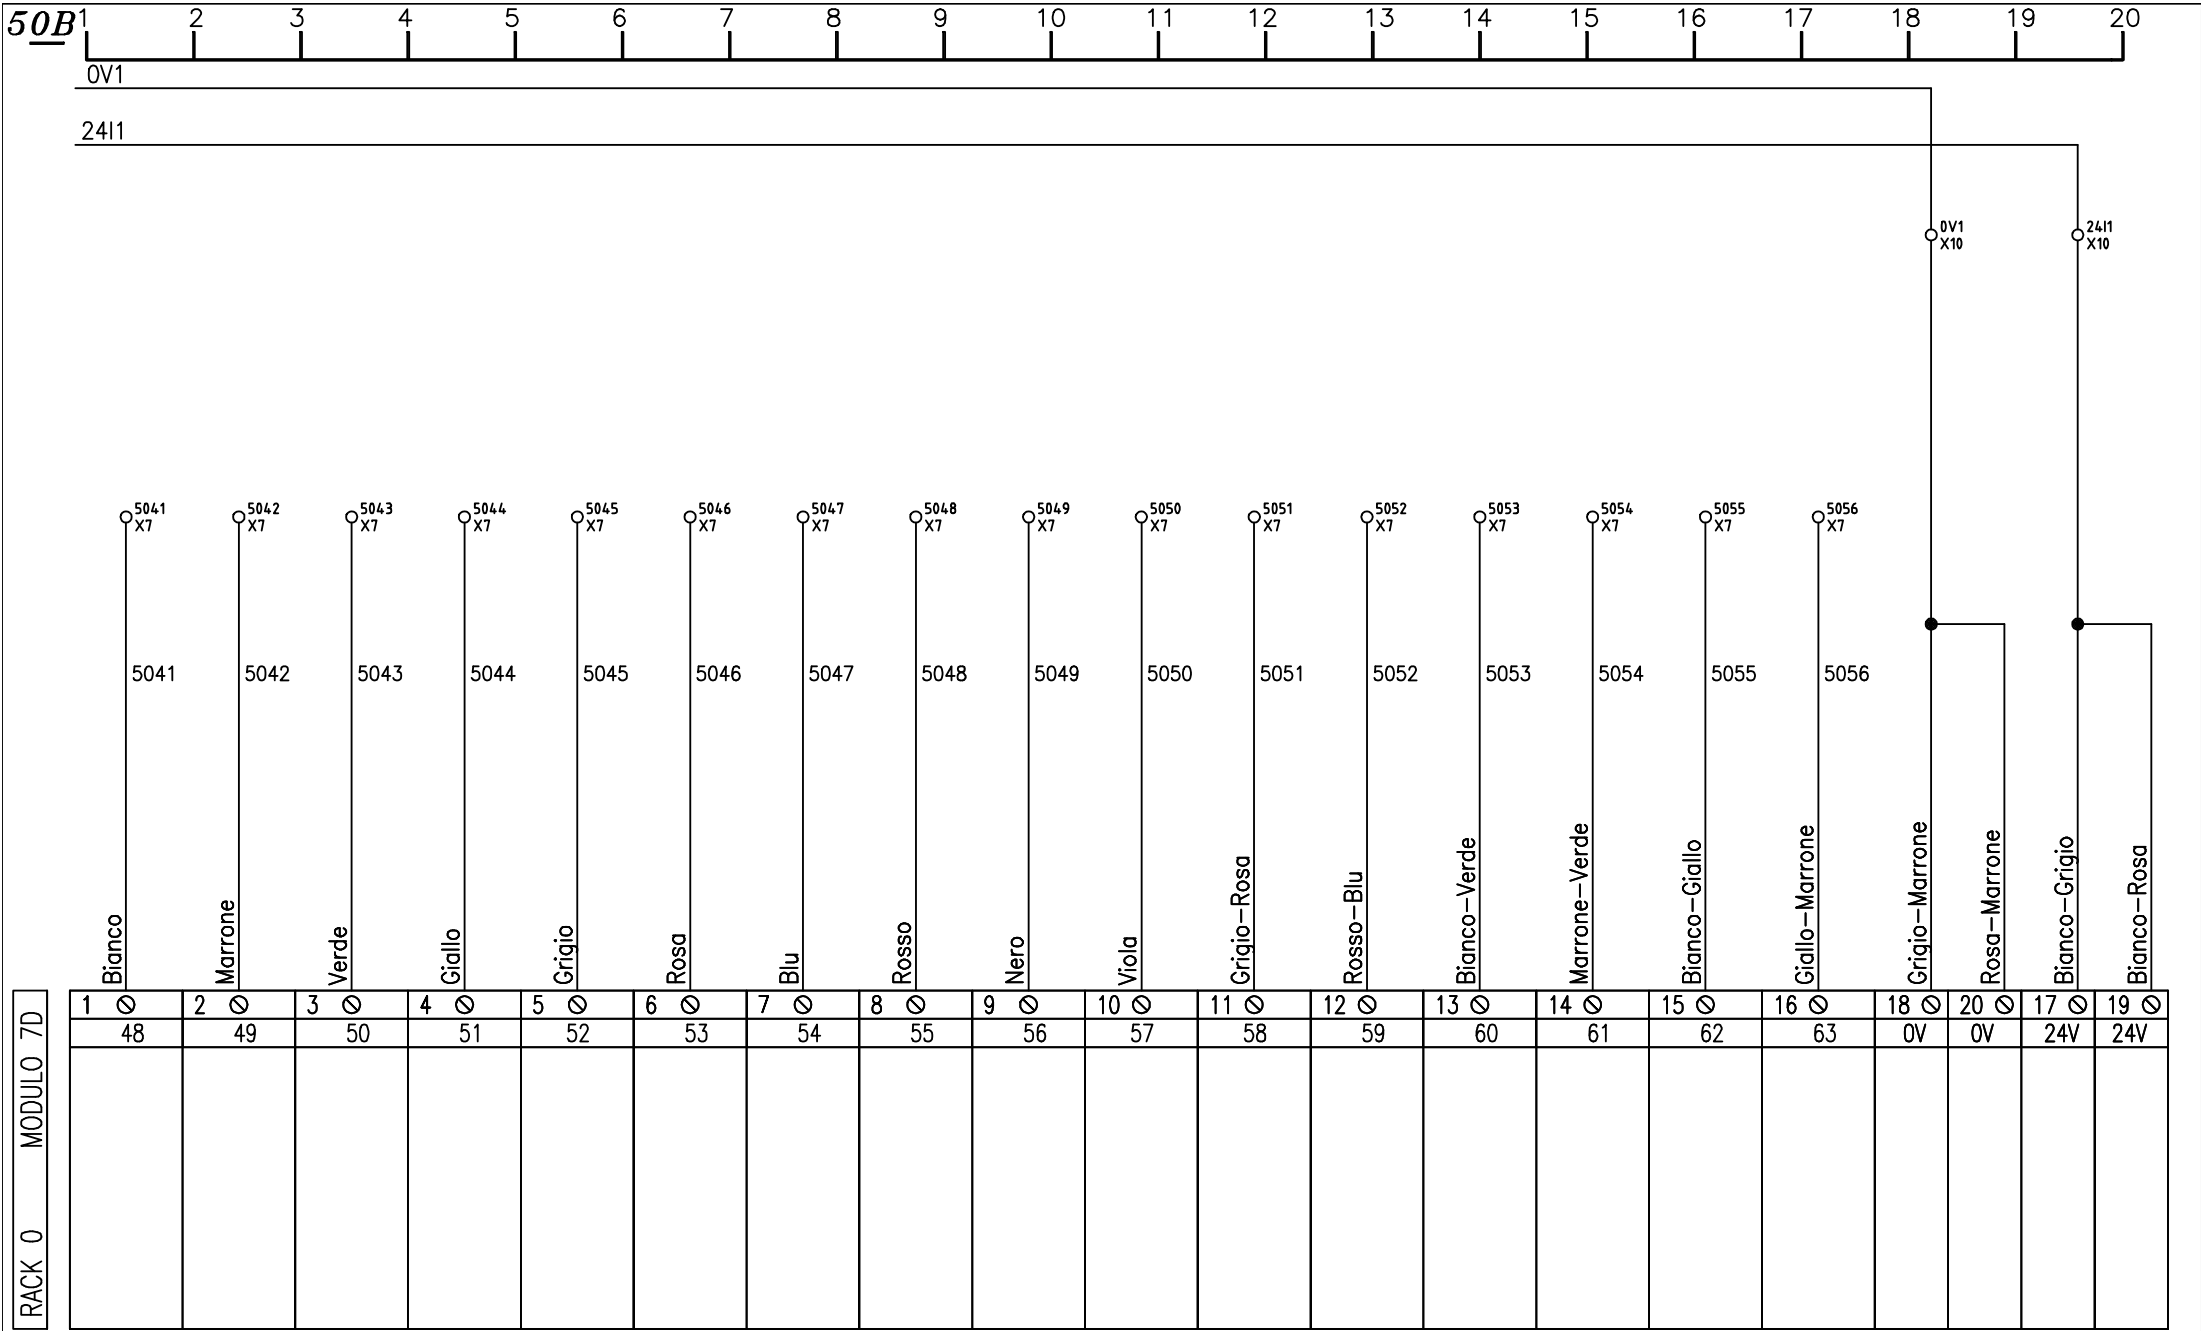 50B 1 2 3 4 5 6 7 8 9 10 11 12 13 14 15 16 17 18 19 20
0V1
24I1
0V1 24I1
X10 X10
5041 5042 5043 5044 5045 5046 5047 5048 5049 5050 5051 5052 5053 5054 5055 5056
X7 X7 X7 X7 X7 X7 X7 X7 X7 X7 X7 X7 X7 X7 X7 X7
5041 5042 5043 5044 5045 5046 5047 5048 5049 5050 5051 5052 5053 5054 5055 5056
Bianco
Marrone
Verde
Giallo
Grigio
Rosa
Blu
Rosso
Nero
Viola
Grigio-Rosa
Rosso-Blu
Bianco-Verde
Marrone-Verde
Bianco-Giallo
Giallo-Marrone
Grigio-Marrone
Rosa-Marrone
Bianco-Grigio
Bianco-Rosa
1 2 3 4 5 6 7 8 9 10 11 12 13 14 15 16 18 20 17 19
48 49 50 51 52 53 54 55 56 57 58 59 60 61 62 63 0V 0V 24V 24V
RACK 0 MODULO 7D